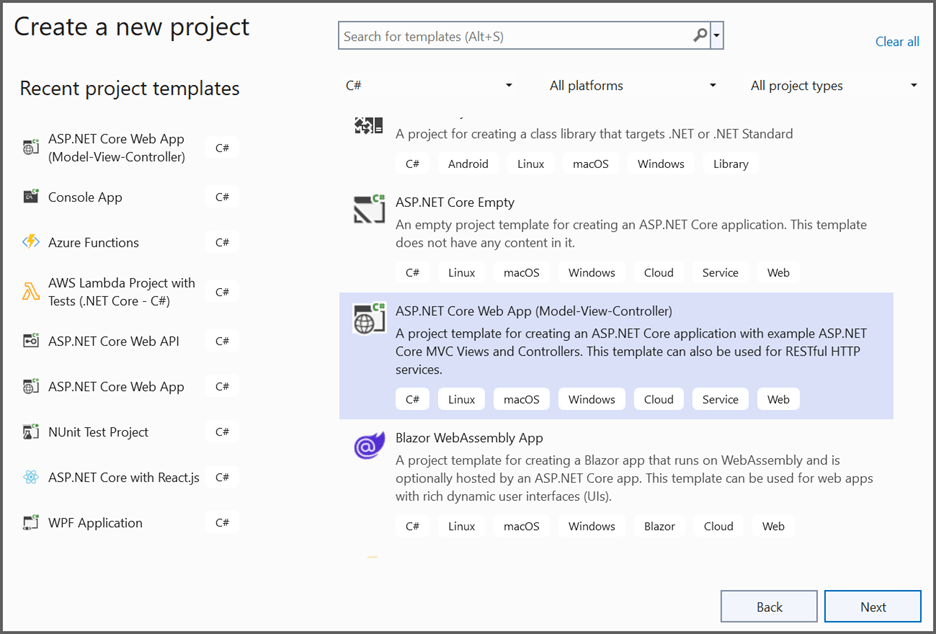 Create a new project
Search for templates (Alt+S)
Clear all
Recent project templates
C#
All platforms
All project types
ASP.NET Core Web App
(Model-View-Controller)
C#
Console App
C#
Azure Functions
C#
AWS Lambda Project with
Tests (.NET Core - C#)
C#
ASP.NET Core Web API
C#
ASP.NET Core Web App
C#
NUnit Test Project
C#
ASP.NET Core with React.js
C#
WPF Application
C#
A project for creating a class library that targets .NET or .NET Standard
C# Android Linux macOS Windows Library
ASP.NET Core Empty
An empty project template for creating an ASP.NET Core application. This template
does not have any content in it.
C# Linux macOS Windows Cloud Service Web
ASP.NET Core Web App (Model-View-Controller)
A project template for creating an ASP.NET Core application with example ASP.NET
Core MVC Views and Controllers. This template can also be used for RESTful HTTP
services.
C# Linux macOS Windows Cloud Service Web
Blazor WebAssembly App
A project template for creating a Blazor app that runs on WebAssembly and is
optionally hosted by an ASP.NET Core app. This template can be used for web apps
with rich dynamic user interfaces (UIs).
C# Linux macOS Windows Blazor Cloud Web
Back
Next